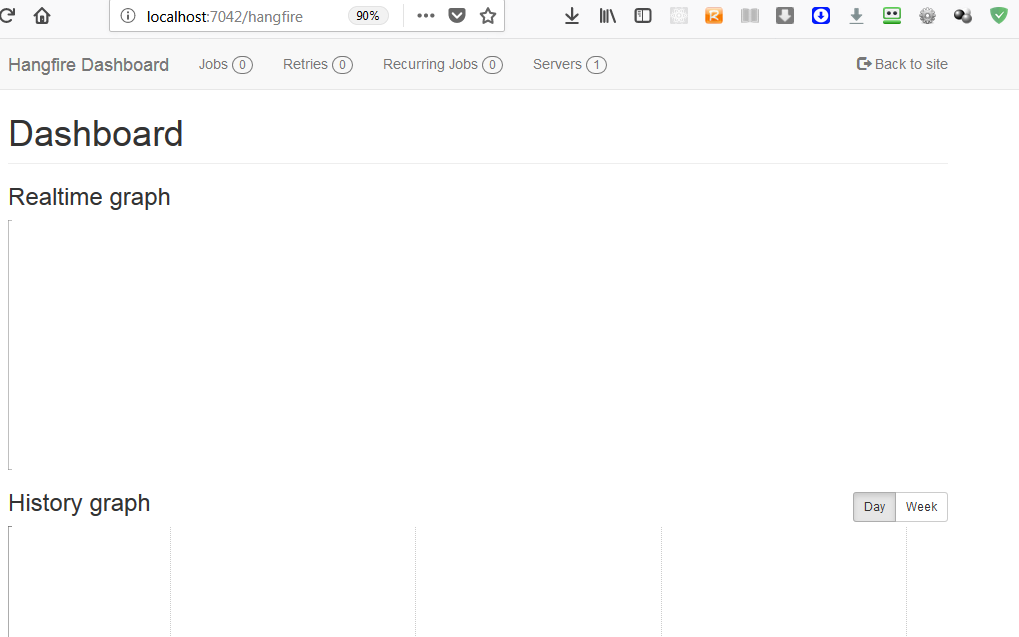 localhost:7042/hangfire 90%
Hangfire Dashboard Jobs 0 Retries 0 Recurring Jobs 0 Servers 1 Back to site
Dashboard
Realtime graph
History graph Day Week